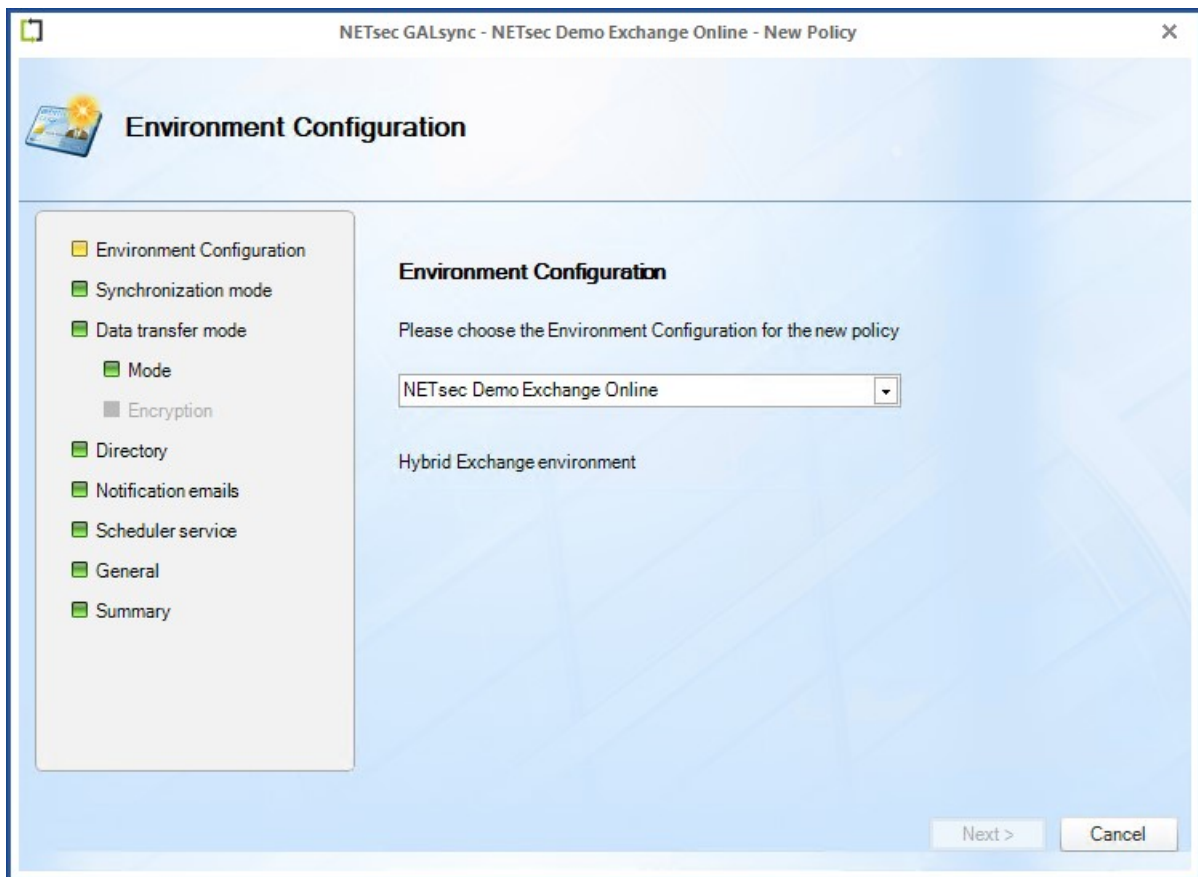 NETsec GALsync - NETsec Demo Exchange Online - New Policy
Environment Configuration
Environment Configuration
Synchronization mode
Data transfer mode
Mode
Encryption
Directory
Notification emails
Scheduler service
General
Summary
Environment Configuration
Please choose the Environment Configuration for the new policy
NETsec Demo Exchange Online
Hybrid Exchange environment
Next >
Cancel